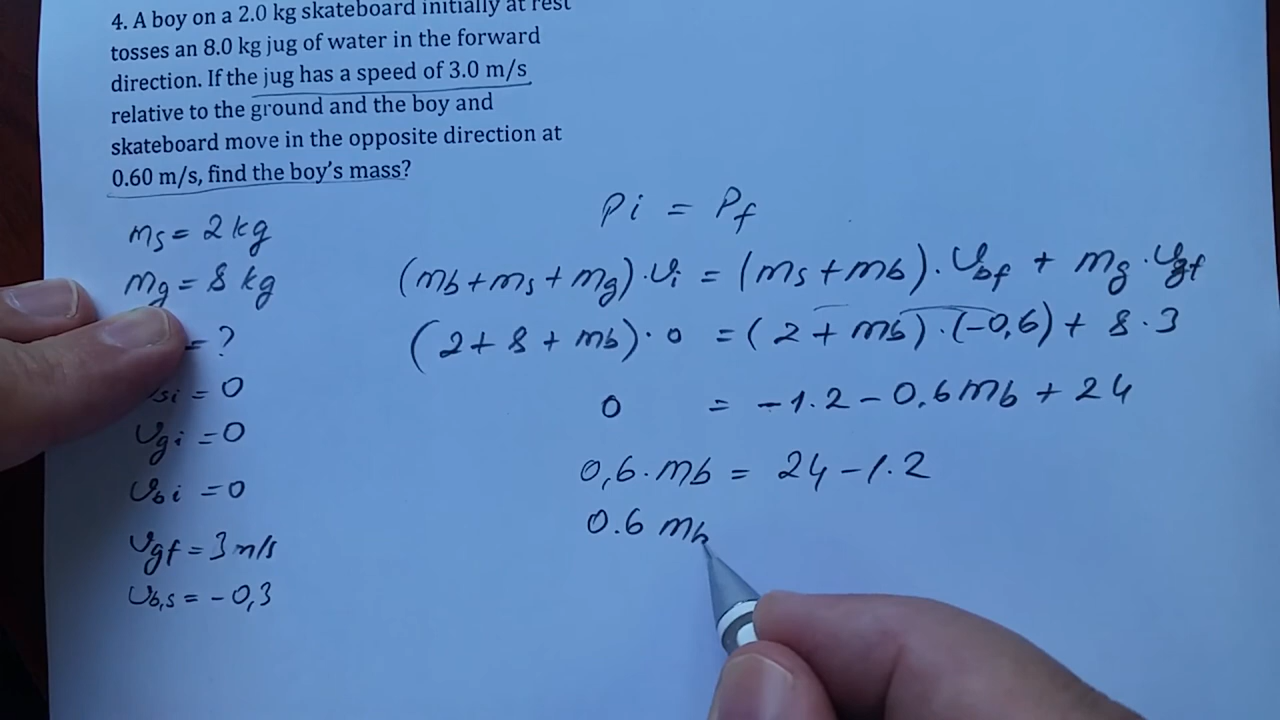 4. A boy on a 2.0 kg skateboard initially at rest
tosses an 8.0 kg jug of water in the forward
direction. If the jug has a speed of 3.0 m/s
relative to the ground and the boy and
skateboard move in the opposite direction at
0.60 m/s, find the boy's mass?
ms = 2 kg
mg = 8 kg
= ?
si = 0
vgi = 0
vbi = 0
vgf = 3 m/s
vb,s = -0,3
Pi = Pf
(mb+ms+mg)·vi = (ms+mb)·vbf + mg·vgf
(2+8+mb)·0 = (2+mb)·(-0,6)+ 8·3
0 = -1.2-0.6mb+24
0,6·mb = 24-1.2
0.6 mb